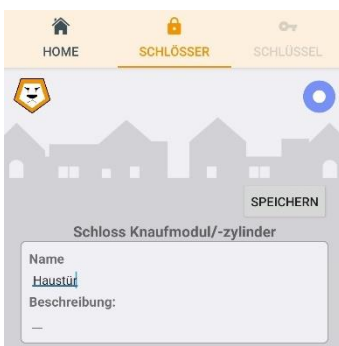 HOME SCHLÖSSER SCHLÜSSEL
SPEICHERN
Schloss Knaufmodul/-zylinder
Name
Haustür
Beschreibung: